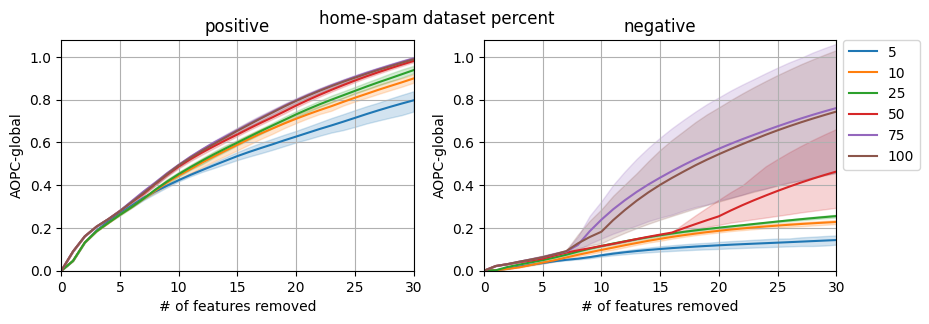 home-spam dataset percent
positive
AOPC-global
1.0
0.8
0.6
0.4
0.2
0.0
0 5 10 15 20 25 30
# of features removed
negative
AOPC-global
1.0
0.8
0.6
0.4
0.2
0.0
0 5 10 15 20 25 30
# of features removed
5
10
25
50
75
100